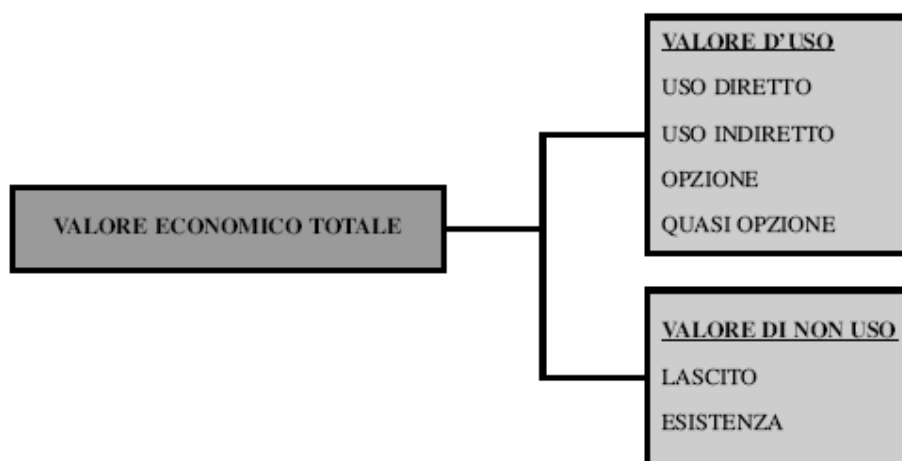 VALORE ECONOMICO TOTALE
VALORE D'USO
USO DIRETTO
USO INDIRETTO
OPZIONE
QUASI OPZIONE
VALORE DI NON USO
LASCITO
ESISTENZA